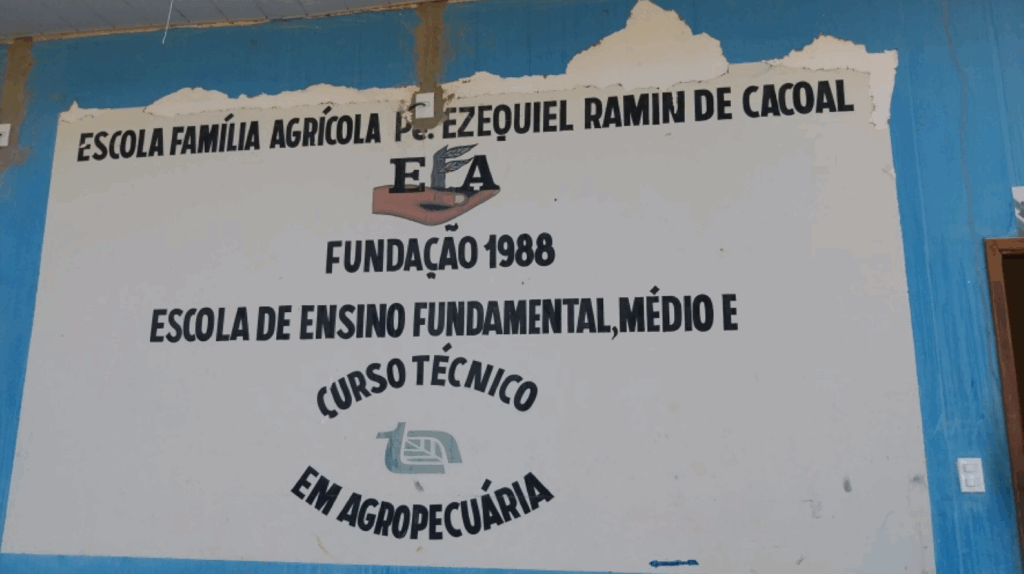 ESCOLA FAMÍLIA AGRÍCOLA Pe. EZEQUIEL RAMIN DE CACOAL
EFA
FUNDAÇÃO 1988
ESCOLA DE ENSINO FUNDAMENTAL, MÉDIO E
CURSO TÉCNICO
EM AGROPECUÁRIA